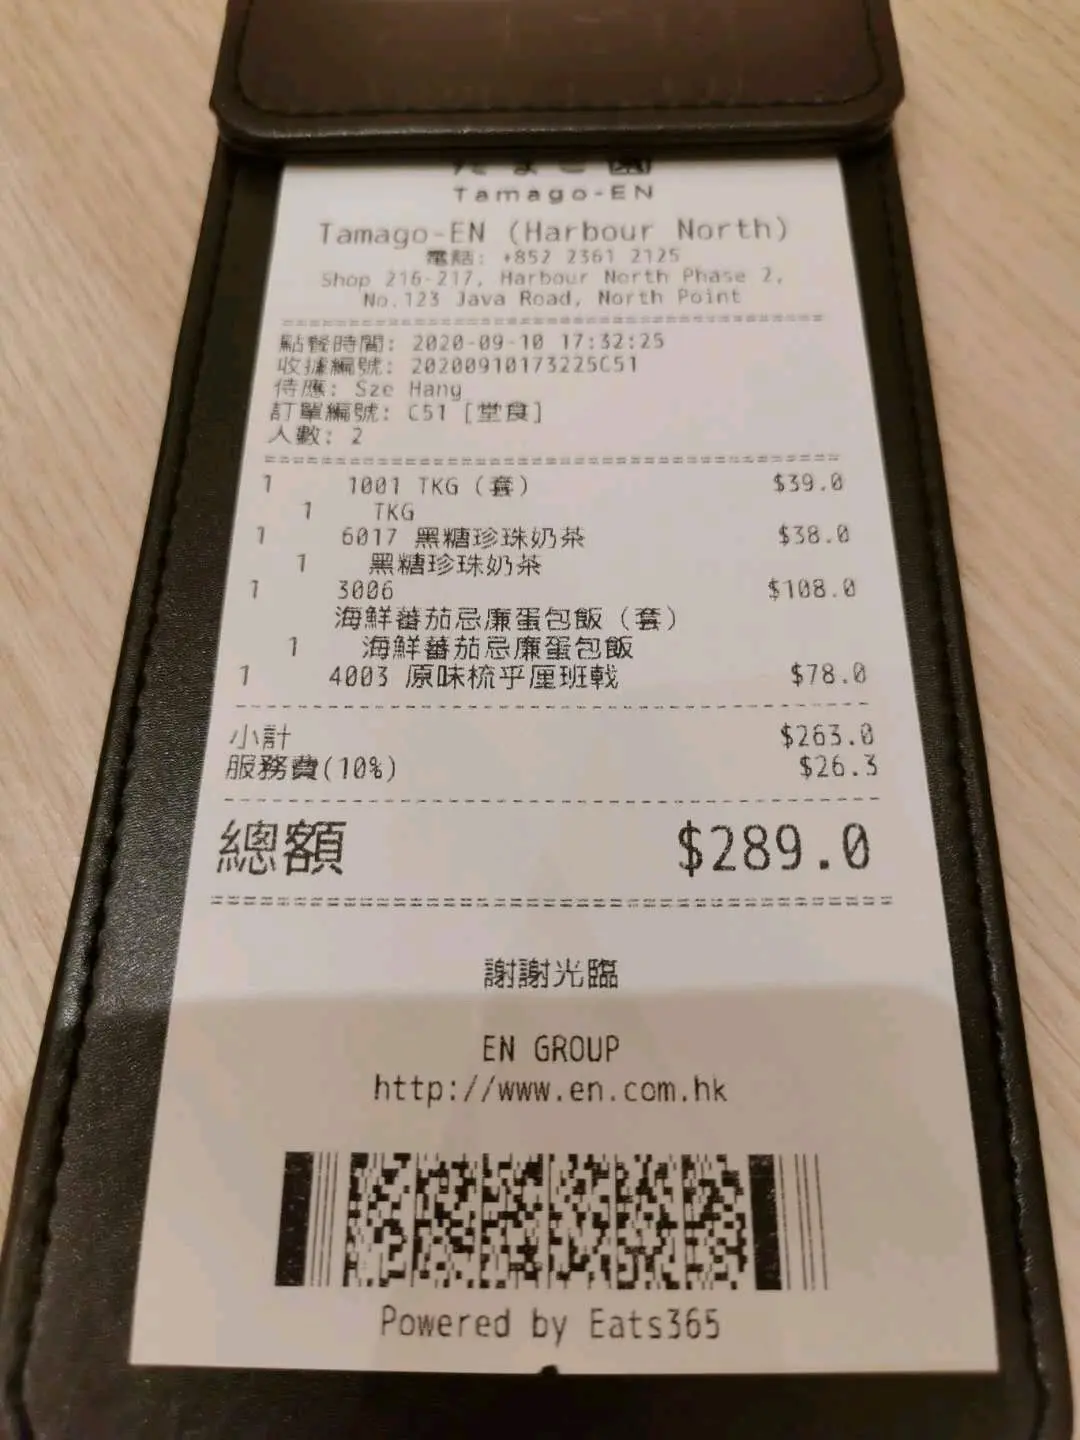 たまご園
Tamago-EN
Tamago-EN (Harbour North)
電話: +852 2361 2125
Shop 216-217, Harbour North Phase 2,
No.123 Java Road, North Point
點餐時間: 2020-09-10 17:32:25
收據編號: 20200910173225C51
侍應: Sze Hang
訂單編號: C51 [堂食]
人數: 2
1 1001 TKG (套) $39.0
1 TKG
1 6017 黑糖珍珠奶茶 $38.0
1 黑糖珍珠奶茶
1 3006 $108.0
海鮮蕃茄忌廉蛋包飯 (套)
1 海鮮蕃茄忌廉蛋包飯
1 4003 原味梳乎厘班戟 $78.0
小計 $263.0
服務費(10%) $26.3
總額 $289.0
謝謝光臨
EN GROUP
http://www.en.com.hk
Powered by Eats365